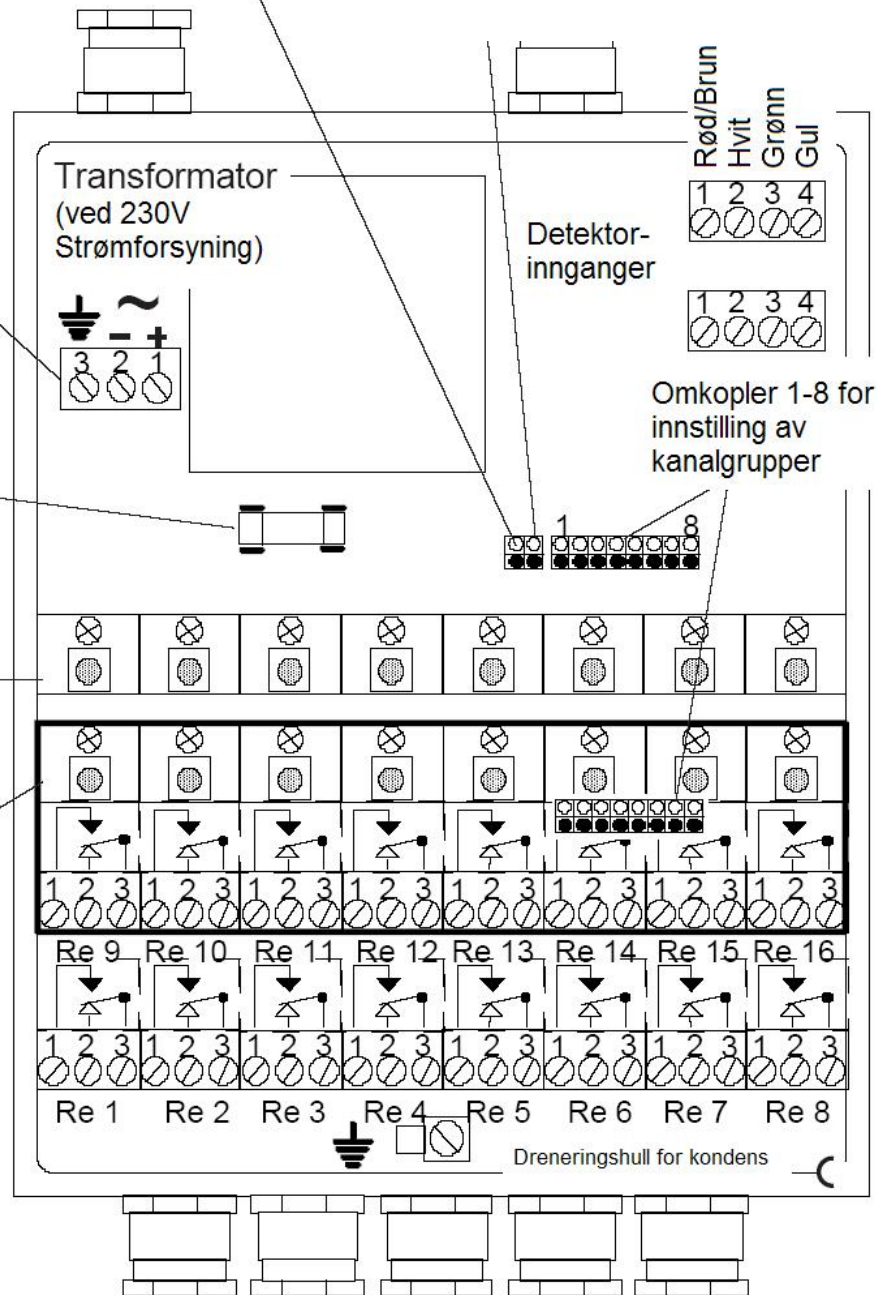 Rød/Brun
Hvit
Grønn
Gul
1 2 3 4
Transformator
(ved 230V
Strømforsyning)
Detektor-
innganger
1 2 3 4
~
− +
3 2 1
Omkopler 1-8 for
innstilling av
kanalgrupper
1 8
1 2 3 1 2 3 1 2 3 1 2 3 1 2 3 1 2 3 1 2 3 1 2 3
Re 9 Re 10 Re 11 Re 12 Re 13 Re 14 Re 15 Re 16
1 2 3 1 2 3 1 2 3 1 2 3 1 2 3 1 2 3 1 2 3 1 2 3
Re 1 Re 2 Re 3 Re 4 Re 5 Re 6 Re 7 Re 8
Dreneringshull for kondens